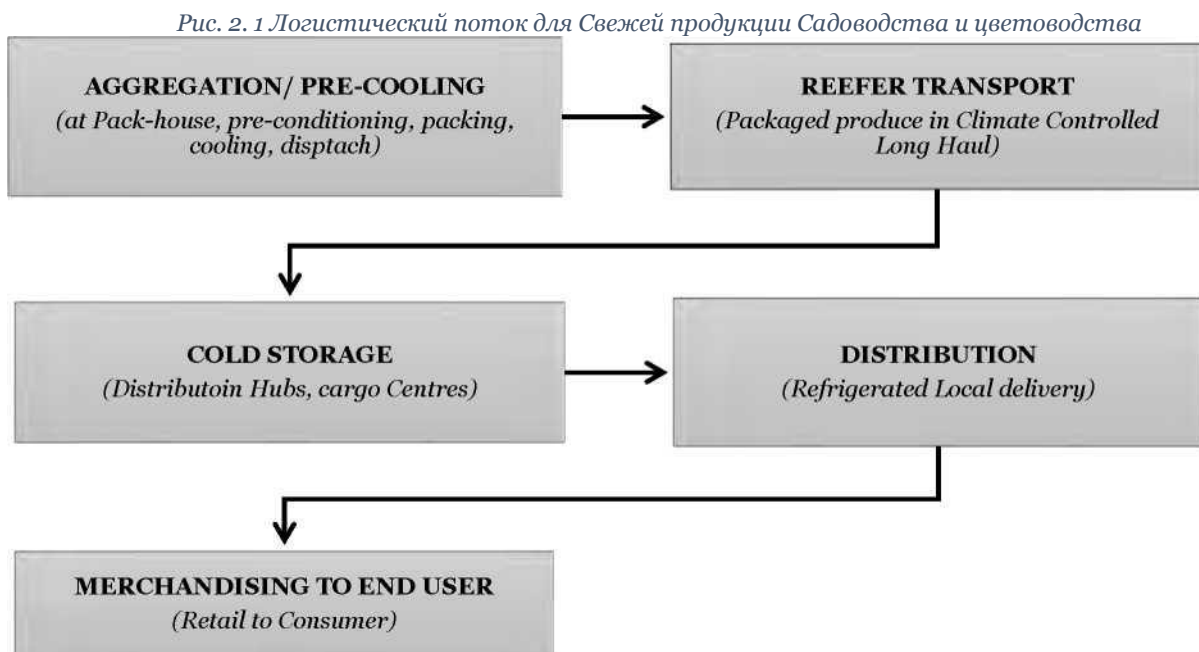 Рис. 2. 1 Логистический поток для Свежей продукции Садоводства и цветоводства
AGGREGATION/ PRE-COOLING
(at Pack-house, pre-conditioning, packing,
cooling, disptach)
REEFER TRANSPORT
(Packaged produce in Climate Controlled
Long Haul)
COLD STORAGE
(Distributoin Hubs, cargo Centres)
DISTRIBUTION
(Refrigerated Local delivery)
MERCHANDISING TO END USER
(Retail to Consumer)